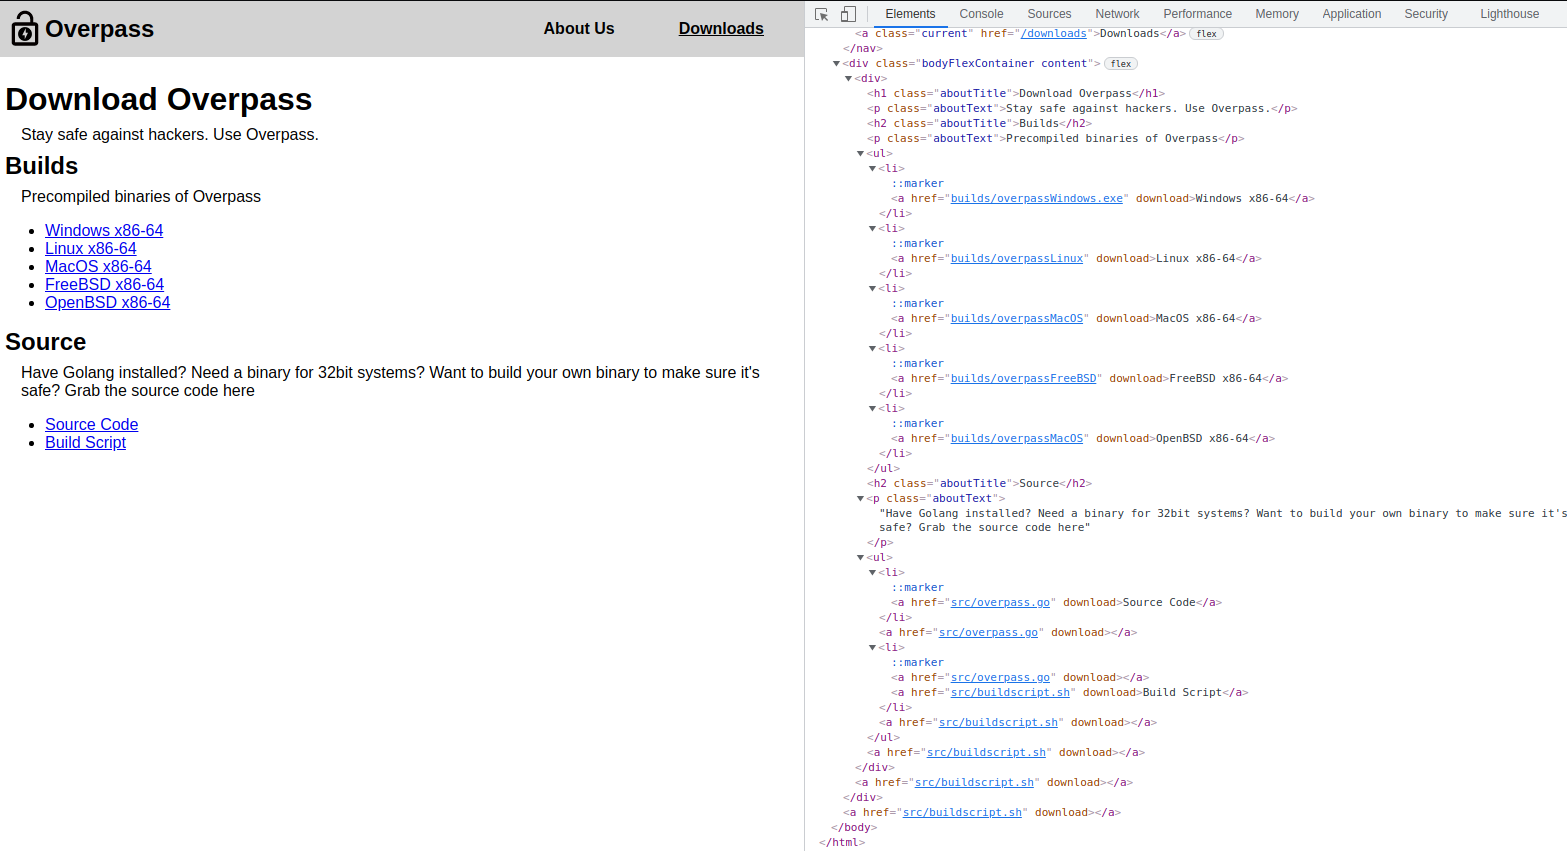 Overpass
About Us
Downloads
Download Overpass
Stay safe against hackers. Use Overpass.
Builds
Precompiled binaries of Overpass
Windows x86-64
Linux x86-64
MacOS x86-64
FreeBSD x86-64
OpenBSD x86-64
Source
Have Golang installed? Need a binary for 32bit systems? Want to build your own binary to make sure it's
safe? Grab the source code here
Source Code
Build Script
Elements Console Sources Network Performance Memory Application Security Lighthouse
<a class="current" href="/downloads">Downloads</a> flex
</nav>
<div class="bodyFlexContainer content"> flex
<div>
<h1 class="aboutTitle">Download Overpass</h1>
<p class="aboutText">Stay safe against hackers. Use Overpass.</p>
<h2 class="aboutTitle">Builds</h2>
<p class="aboutText">Precompiled binaries of Overpass</p>
<ul>
<li>
::marker
<a href="builds/overpassWindows.exe" download>Windows x86-64</a>
</li>
<li>
::marker
<a href="builds/overpassLinux" download>Linux x86-64</a>
</li>
<li>
::marker
<a href="builds/overpassMacOS" download>MacOS x86-64</a>
</li>
<li>
::marker
<a href="builds/overpassFreeBSD" download>FreeBSD x86-64</a>
</li>
<li>
::marker
<a href="builds/overpassMacOS" download>OpenBSD x86-64</a>
</li>
</ul>
<h2 class="aboutTitle">Source</h2>
<p class="aboutText">
"Have Golang installed? Need a binary for 32bit systems? Want to build your own binary to make sure it's
safe? Grab the source code here"
</p>
<ul>
<li>
::marker
<a href="src/overpass.go" download>Source Code</a>
</li>
<a href="src/overpass.go" download></a>
<li>
::marker
<a href="src/overpass.go" download></a>
<a href="src/buildscript.sh" download>Build Script</a>
</li>
<a href="src/buildscript.sh" download></a>
</ul>
<a href="src/buildscript.sh" download></a>
</div>
<a href="src/buildscript.sh" download></a>
</div>
<a href="src/buildscript.sh" download></a>
</body>
</html>